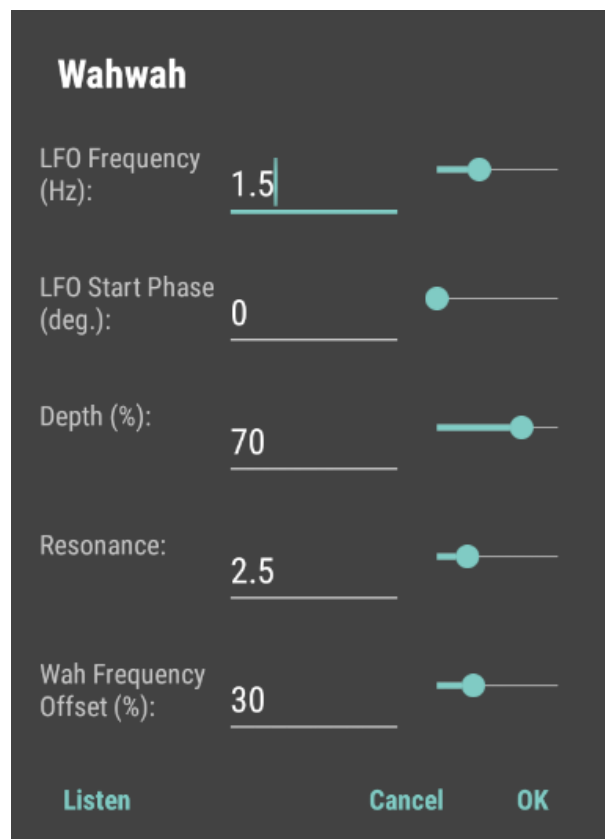 Wahwah
LFO Frequency
(Hz):
1.5
LFO Start Phase
(deg.):
0
Depth (%):
70
Resonance:
2.5
Wah Frequency
Offset (%):
30
Listen Cancel OK